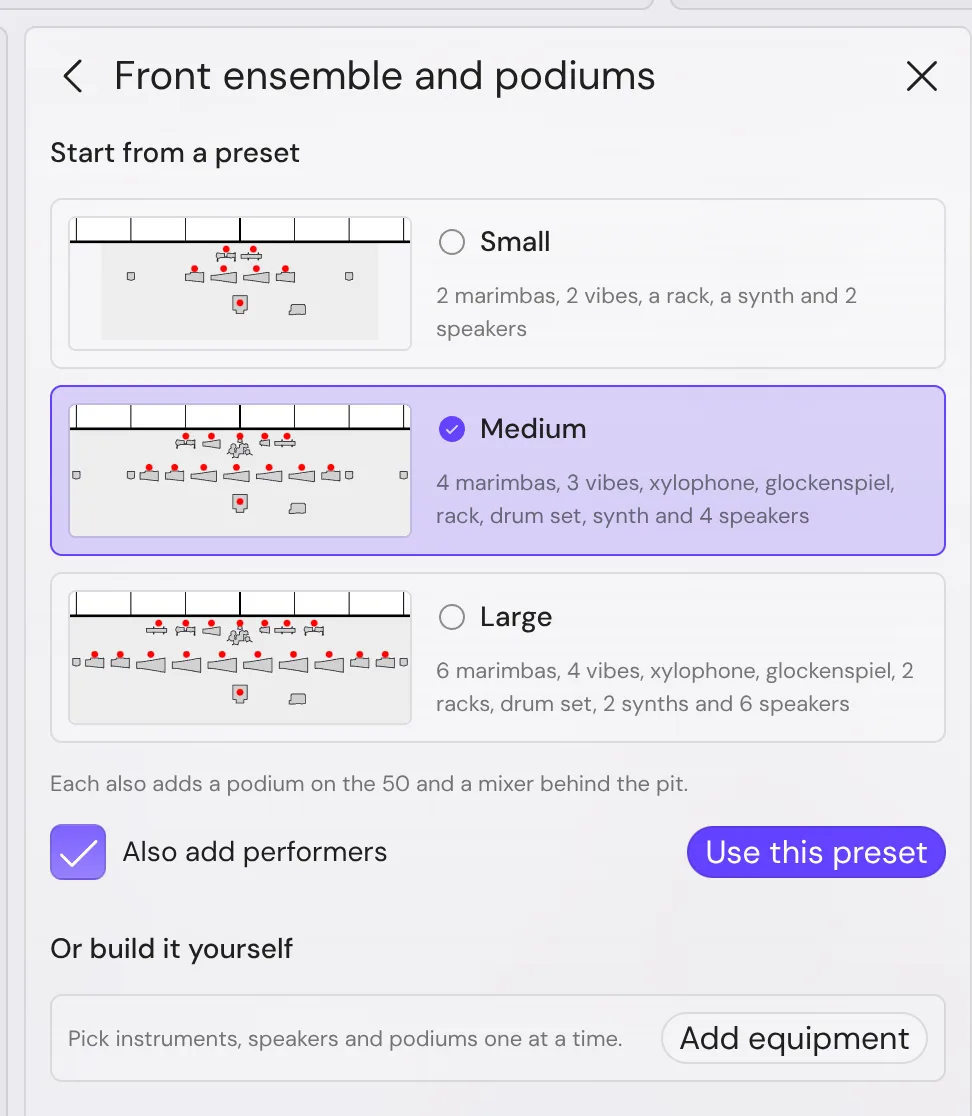 Front ensemble and podiums
Start from a preset
Small
2 marimbas, 2 vibes, a rack, a synth and 2
speakers
Medium
4 marimbas, 3 vibes, xylophone, glockenspiel,
rack, drum set, synth and 4 speakers
Large
6 marimbas, 4 vibes, xylophone, glockenspiel, 2
racks, drum set, 2 synths and 6 speakers
Each also adds a podium on the 50 and a mixer behind the pit.
Also add performers
Use this preset
Or build it yourself
Pick instruments, speakers and podiums one at a time.
Add equipment